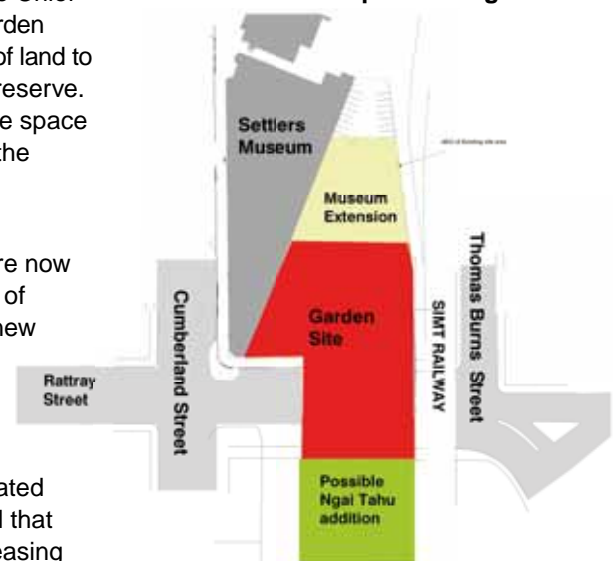 Chief
rden
of land to
reserve.
e space
the
re now
of
new
ated
that
easing
Settlers
Museum
Museum
Extension
Garden
Site
Cumberland Street
Rattray
Street
SIMT RAILWAY
Thomas Burns Street
Possible
Ngai Tahu
addition